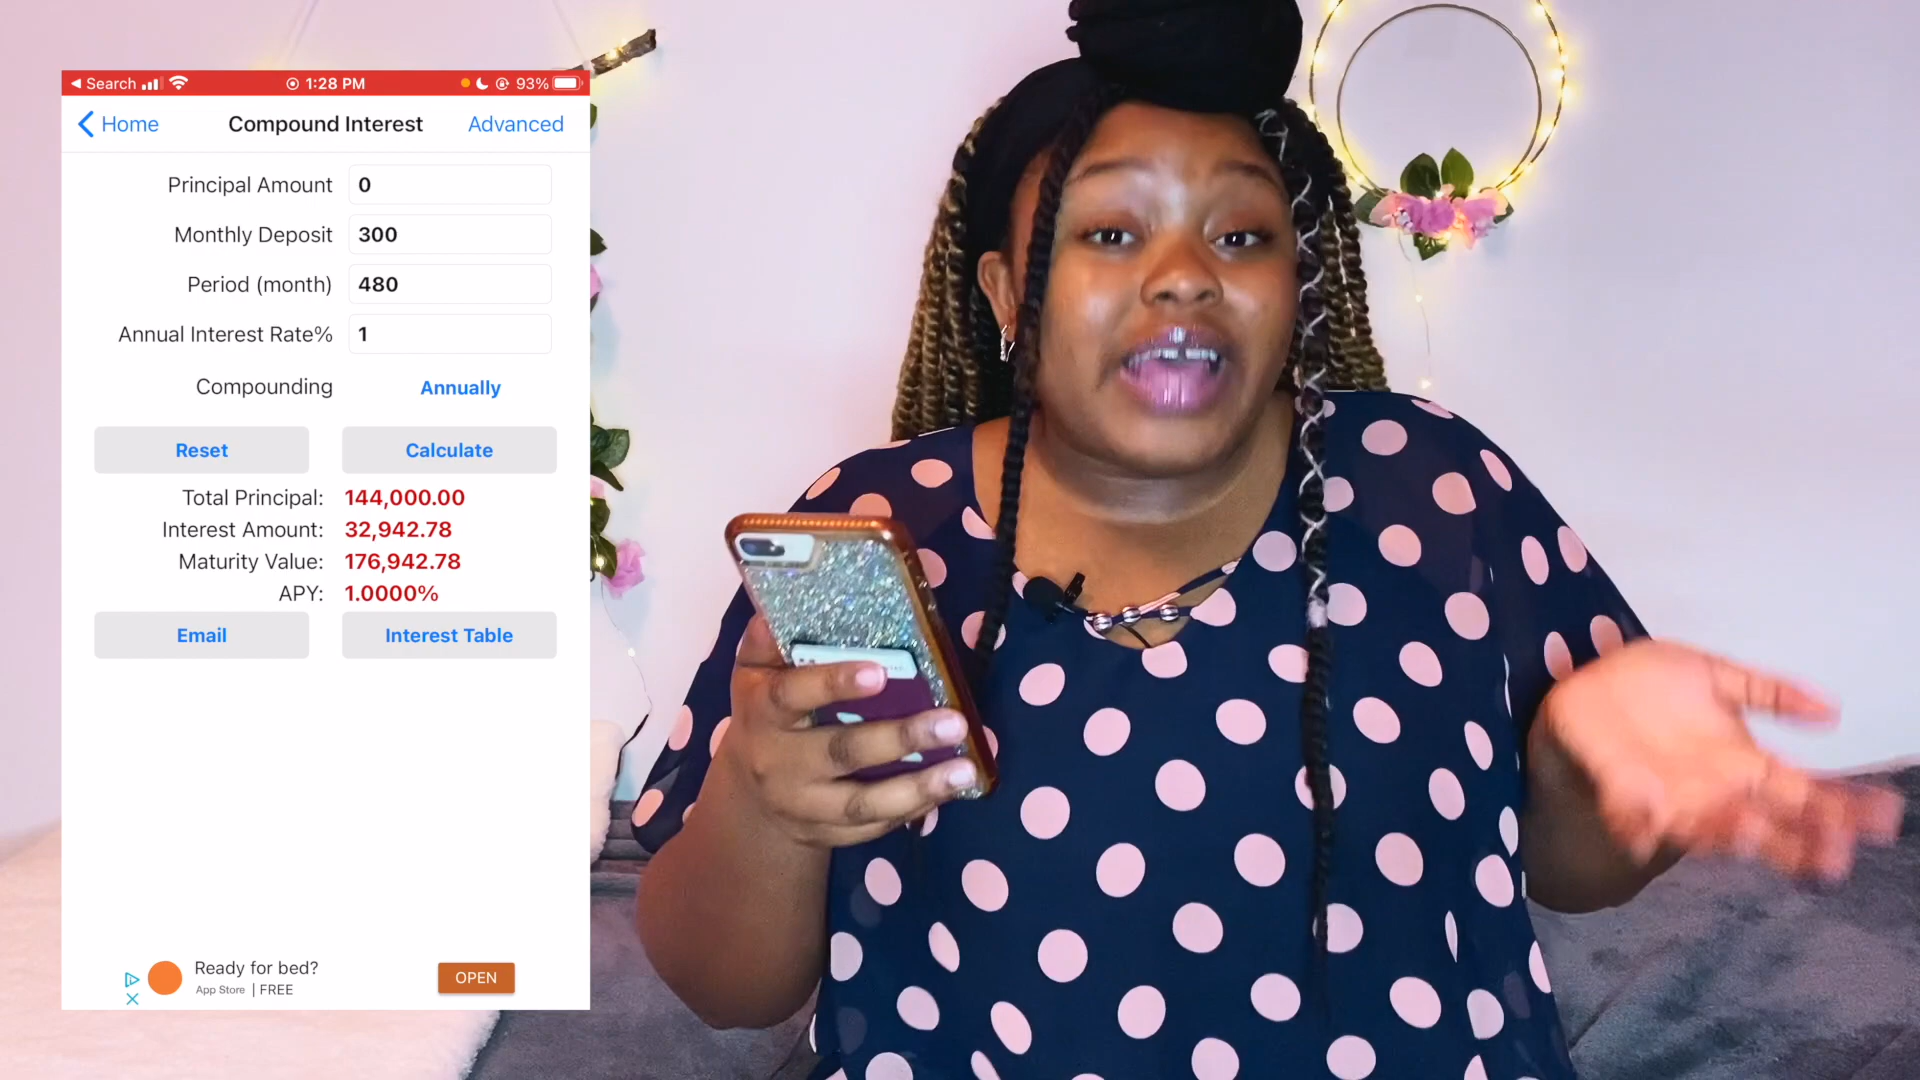 Search 1:28 PM 93%
Home Compound Interest Advanced
Principal Amount 0
Monthly Deposit 300
Period (month) 480
Annual Interest Rate% 1
Compounding Annually
Reset Calculate
Total Principal: 144,000.00
Interest Amount: 32,942.78
Maturity Value: 176,942.78
APY: 1.0000%
Email Interest Table
Ready for bed?
App Store | FREE
OPEN